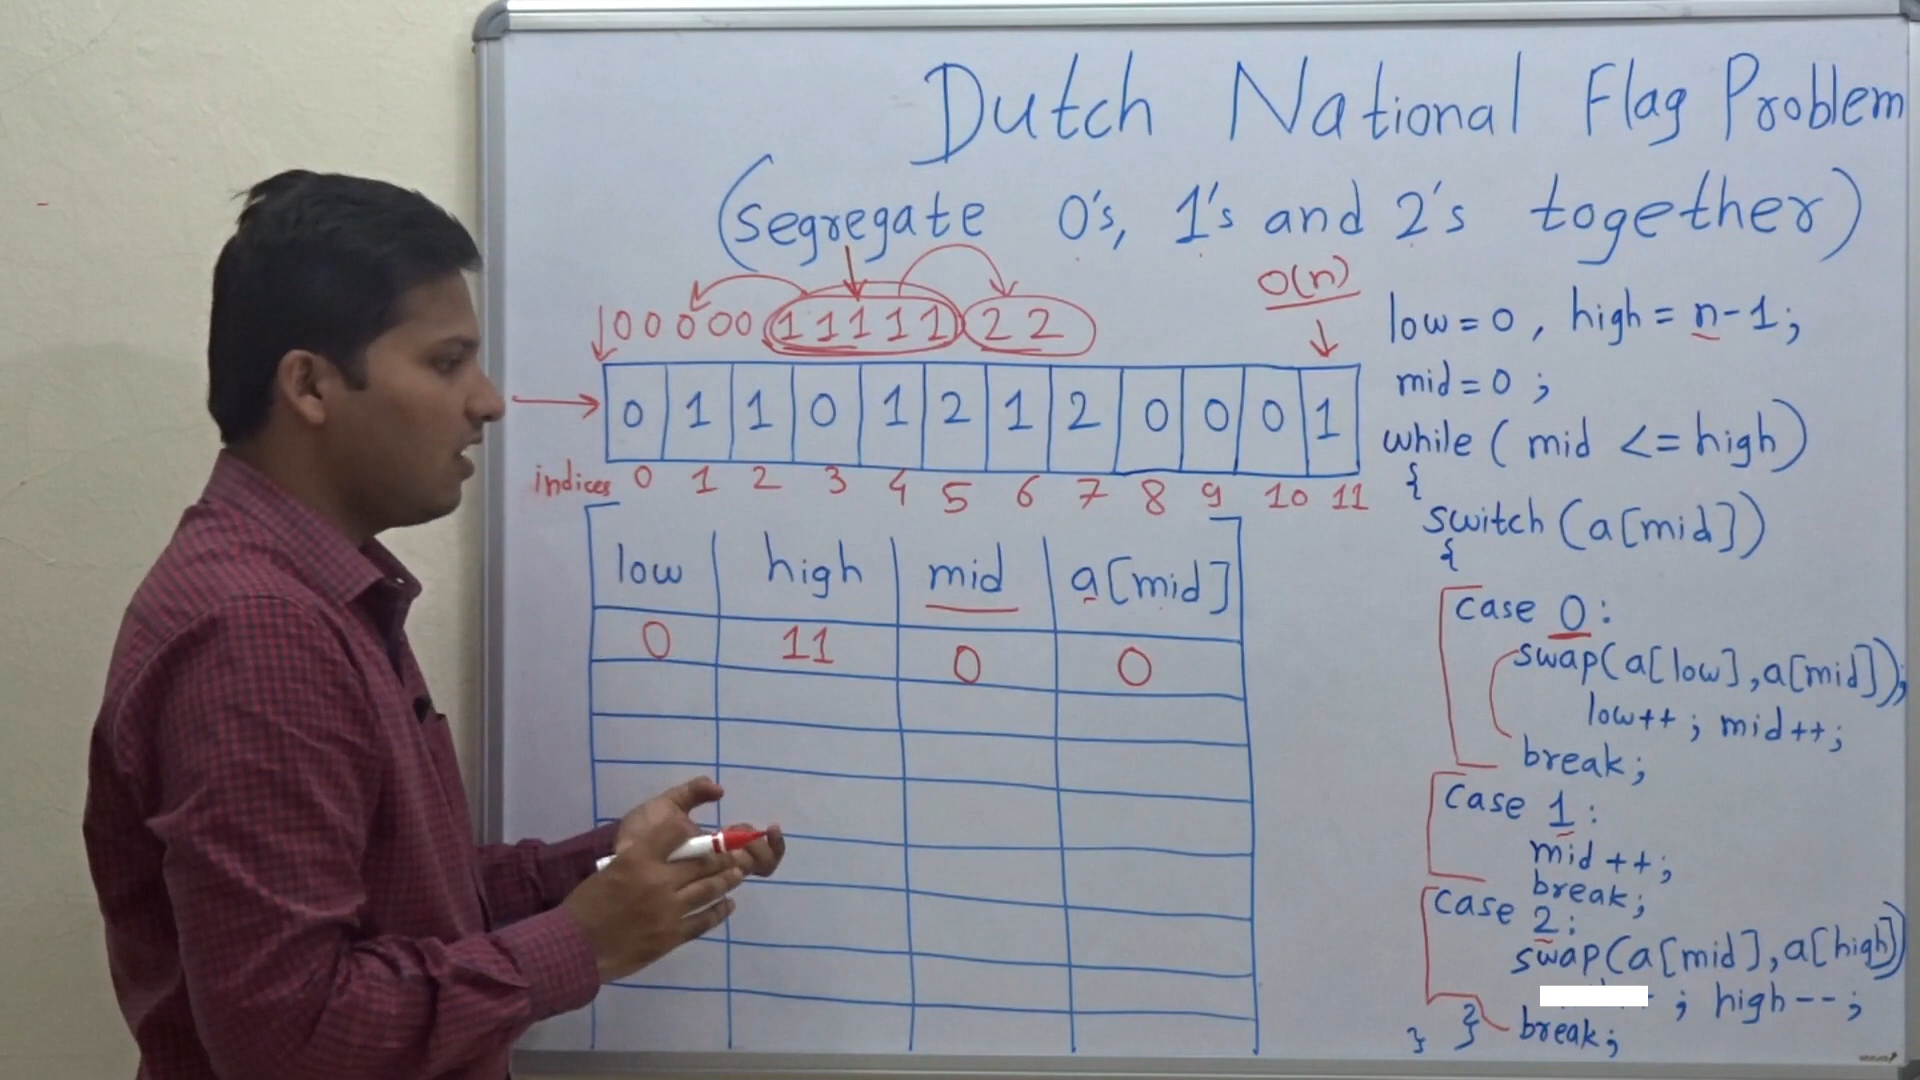 Dutch National Flag Problem
(segregate 0's, 1's and 2's together)
O(n)
0 0 0 0 0 1 1 1 1 1 2 2
0 1 1 0 1 2 1 2 0 0 0 1
indices 0 1 2 3 4 5 6 7 8 9 10 11
low high mid a[mid]
0 11 0 0
low = 0 , high = n-1;
mid = 0 ;
while ( mid <= high)
{
switch (a[mid])
{
case 0:
swap(a[low],a[mid]);
low++ ; mid++;
break;
case 1:
mid ++;
break;
case 2:
swap(a[mid],a[high])
; high--;
} } break;